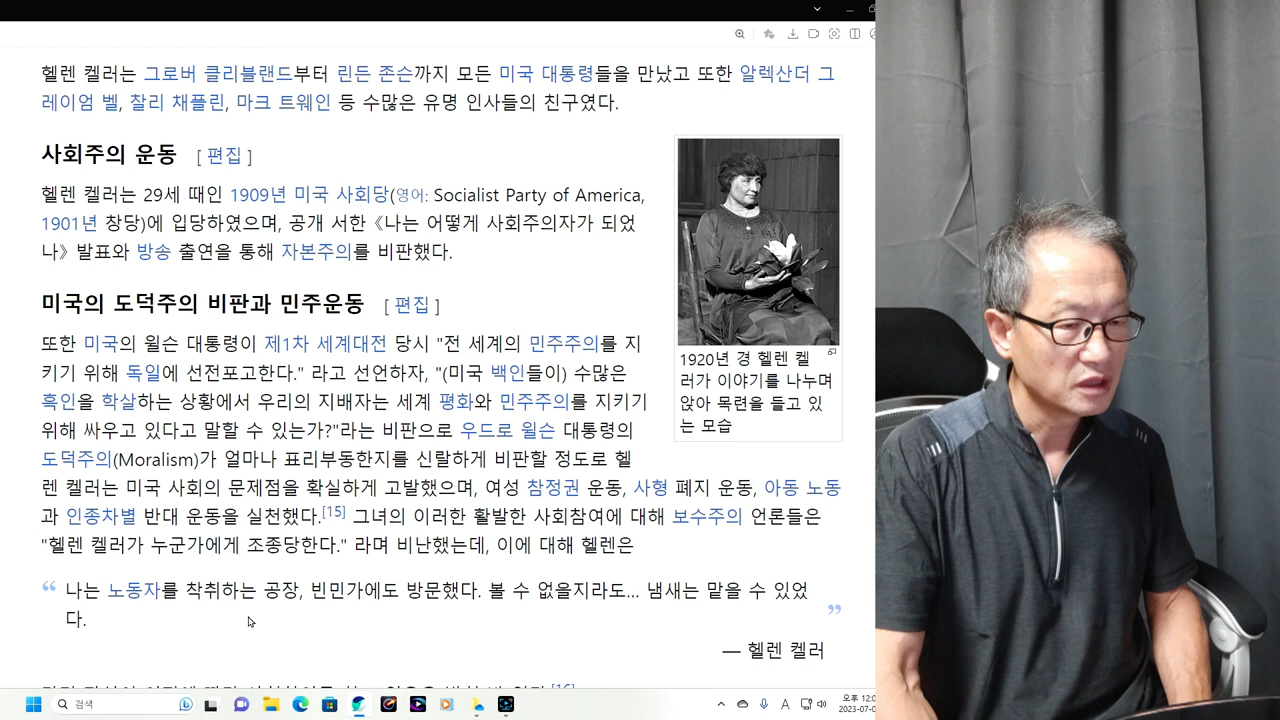 헬렌 켈러는 그로버 클리블랜드부터 린든 존슨까지 모든 미국 대통령들을 만났고 또한 알렉산더 그
레이엄 벨, 찰리 채플린, 마크 트웨인 등 수많은 유명 인사들의 친구였다.
사회주의 운동 [ 편집 ]
헬렌 켈러는 29세 때인 1909년 미국 사회당(영어: Socialist Party of America,
1901년 창당)에 입당하였으며, 공개 서한 《나는 어떻게 사회주의자가 되었
나》 발표와 방송 출연을 통해 자본주의를 비판했다.
1920년 경 헬렌 켈
러가 이야기를 나누며
앉아 목련을 들고 있
는 모습
미국의 도덕주의 비판과 민주운동 [ 편집 ]
또한 미국의 윌슨 대통령이 제1차 세계대전 당시 "전 세계의 민주주의를 지
키기 위해 독일에 선전포고한다." 라고 선언하자, "(미국 백인들이) 수많은
흑인을 학살하는 상황에서 우리의 지배자는 세계 평화와 민주주의를 지키기
위해 싸우고 있다고 말할 수 있는가?"라는 비판으로 우드로 윌슨 대통령의
도덕주의(Moralism)가 얼마나 표리부동한지를 신랄하게 비판할 정도로 헬
렌 켈러는 미국 사회의 문제점을 확실하게 고발했으며, 여성 참정권 운동, 사형 폐지 운동, 아동 노동
과 인종차별 반대 운동을 실천했다.[15] 그녀의 이러한 활발한 사회참여에 대해 보수주의 언론들은
"헬렌 켈러가 누군가에게 조종당한다." 라며 비난했는데, 이에 대해 헬렌은
“ 나는 노동자를 착취하는 공장, 빈민가에도 방문했다. 볼 수 없을지라도... 냄새는 맡을 수 있었
다. ”
— 헬렌 켈러
[16]
검색
A
오후 12:0
2023-07-0